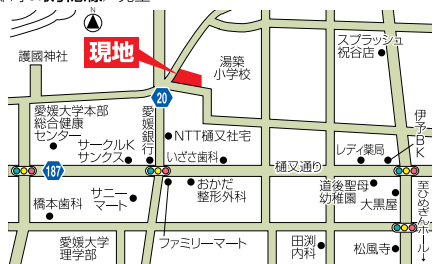 N
現地
護國神社
湯築
小学校
スプラッシュ
祝谷店
20
愛媛大学本部
総合健康
センター
愛媛銀行
NTT樋又社宅
伊予BK
サークルK
サンクス
いざさ歯科
樋又通り
レディ薬局
187
サニー
マート
おかだ
整形外科
道後聖母
幼稚園
大黒屋
至ひめぎんホール→
橋本歯科
愛媛大学
理学部
ファミリーマート
田渕
内科
松風寺